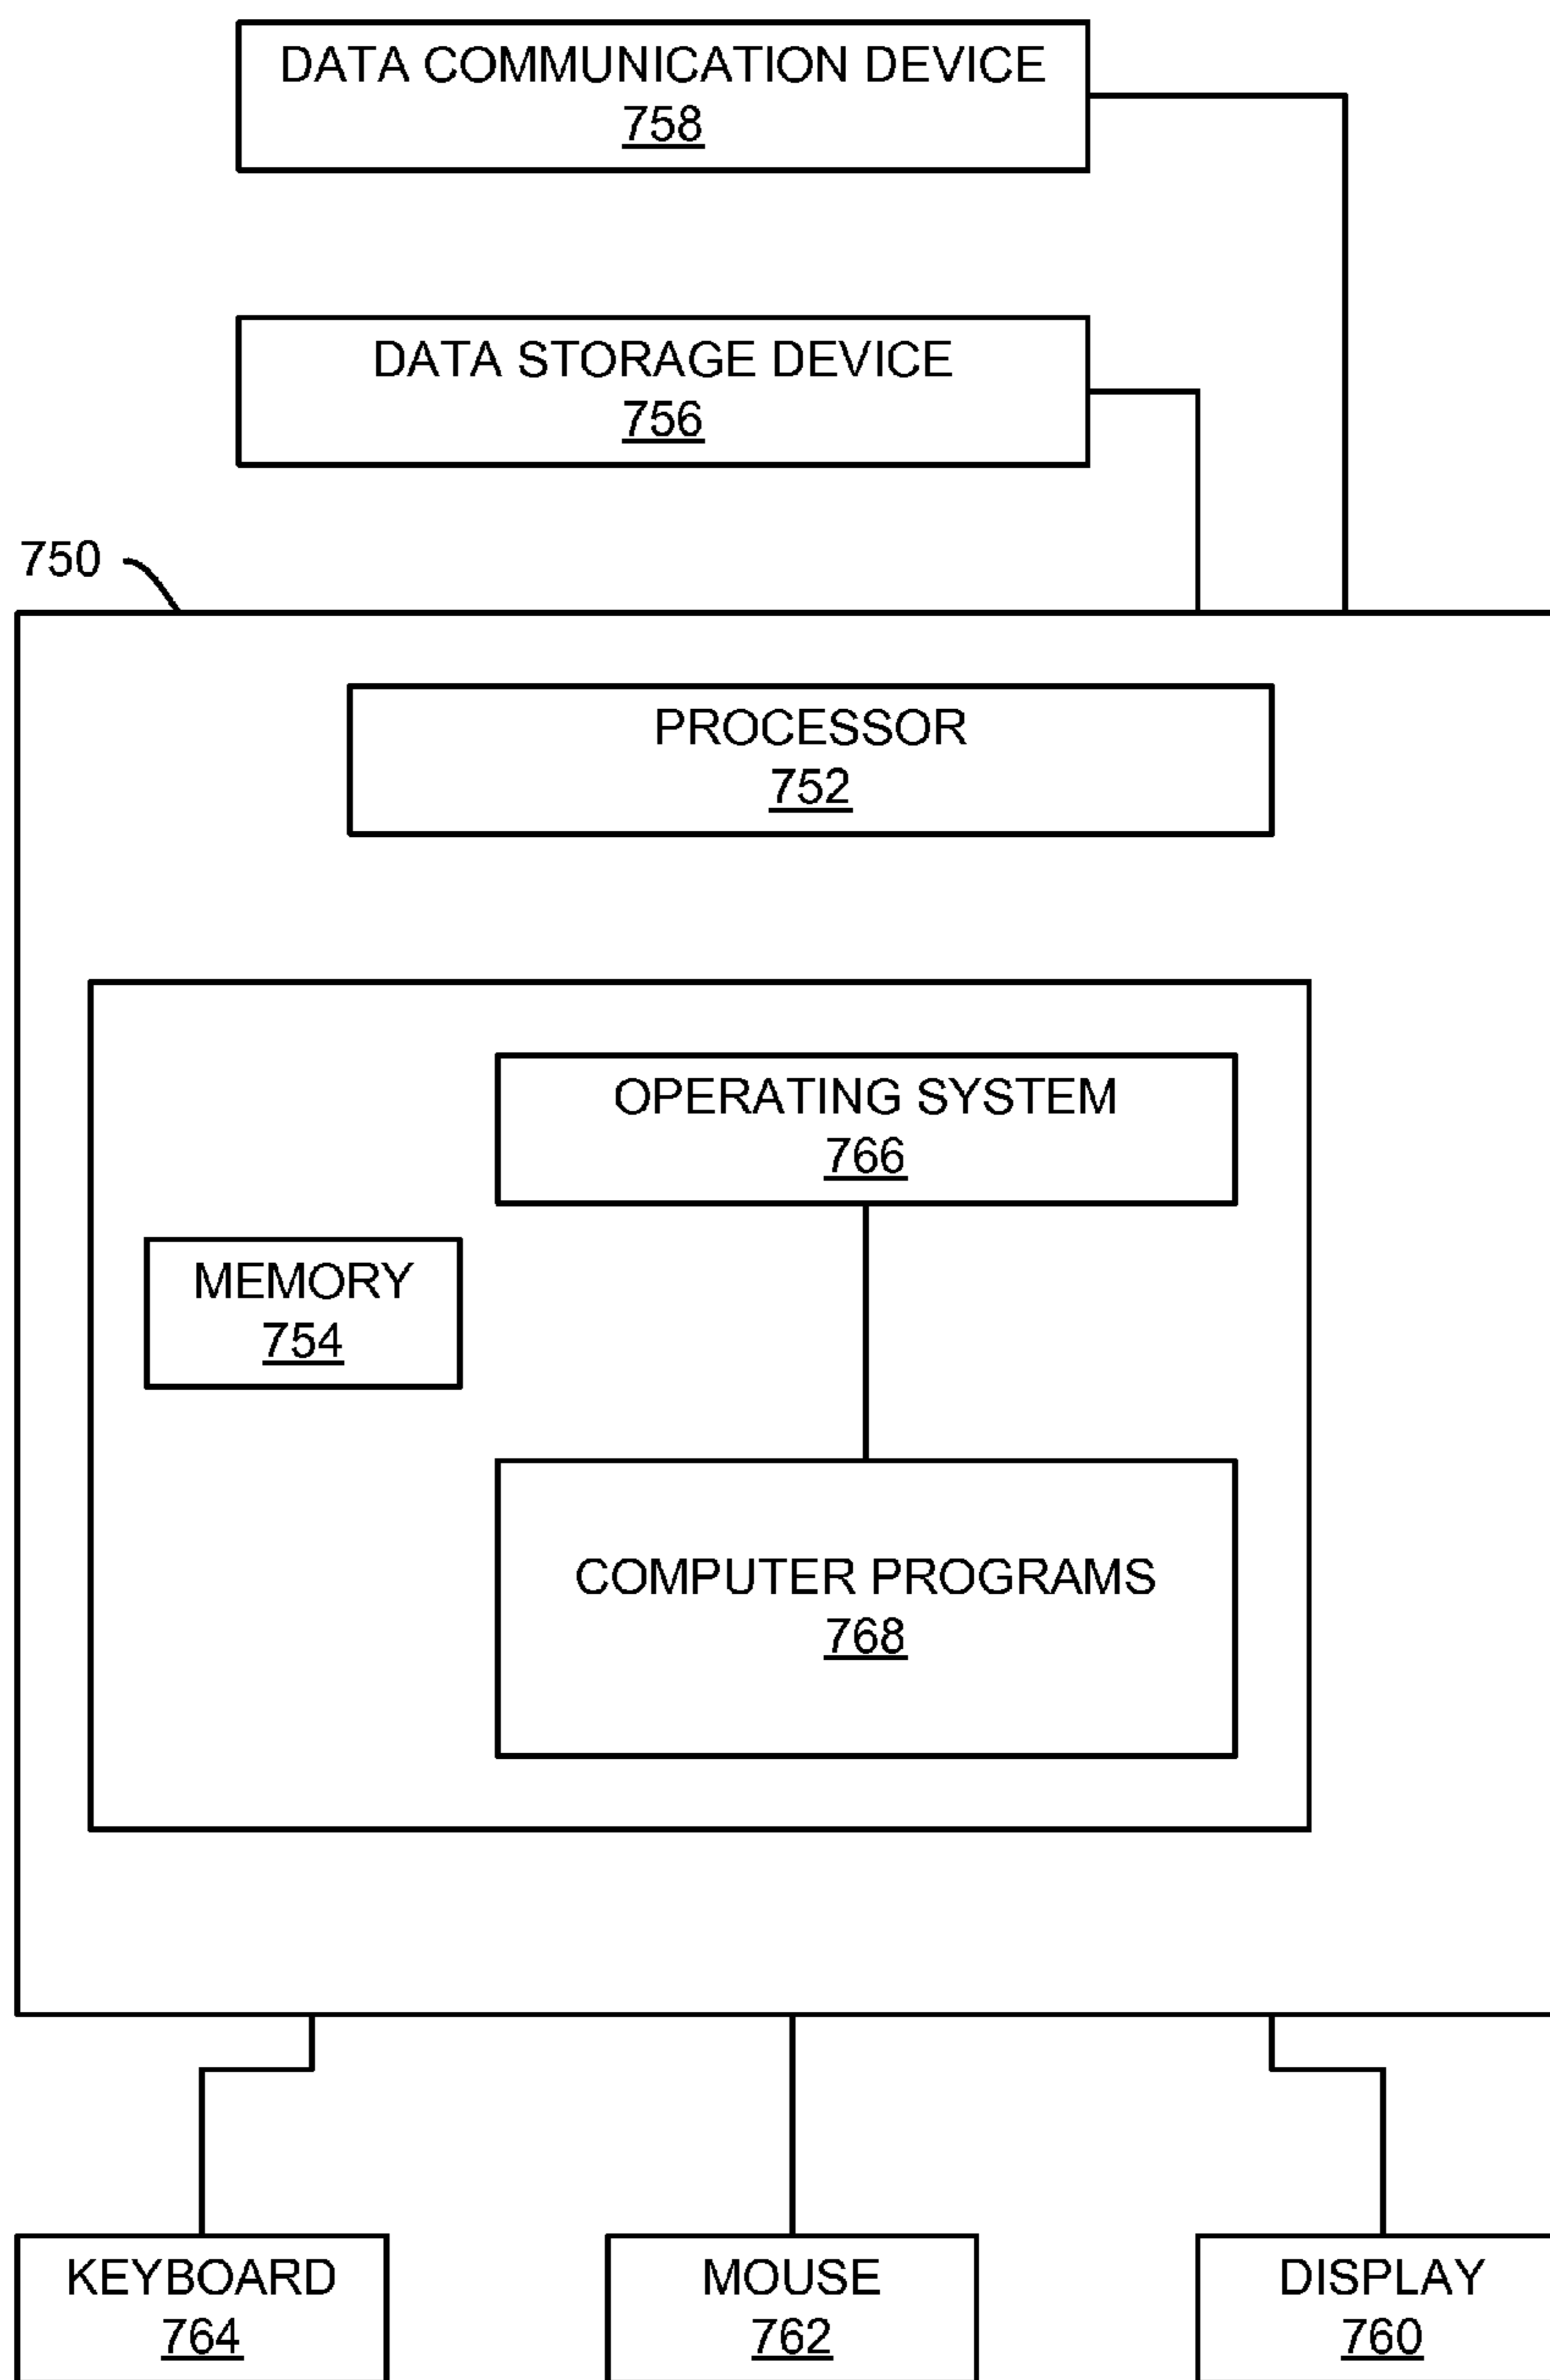 DATA COMMUNICATION DEVICE
758
DATA STORAGE DEVICE
756
750
PROCESSOR
752
OPERATING SYSTEM
766
MEMORY
754
COMPUTER PROGRAMS
768
KEYBOARD
764
MOUSE
762
DISPLAY
760